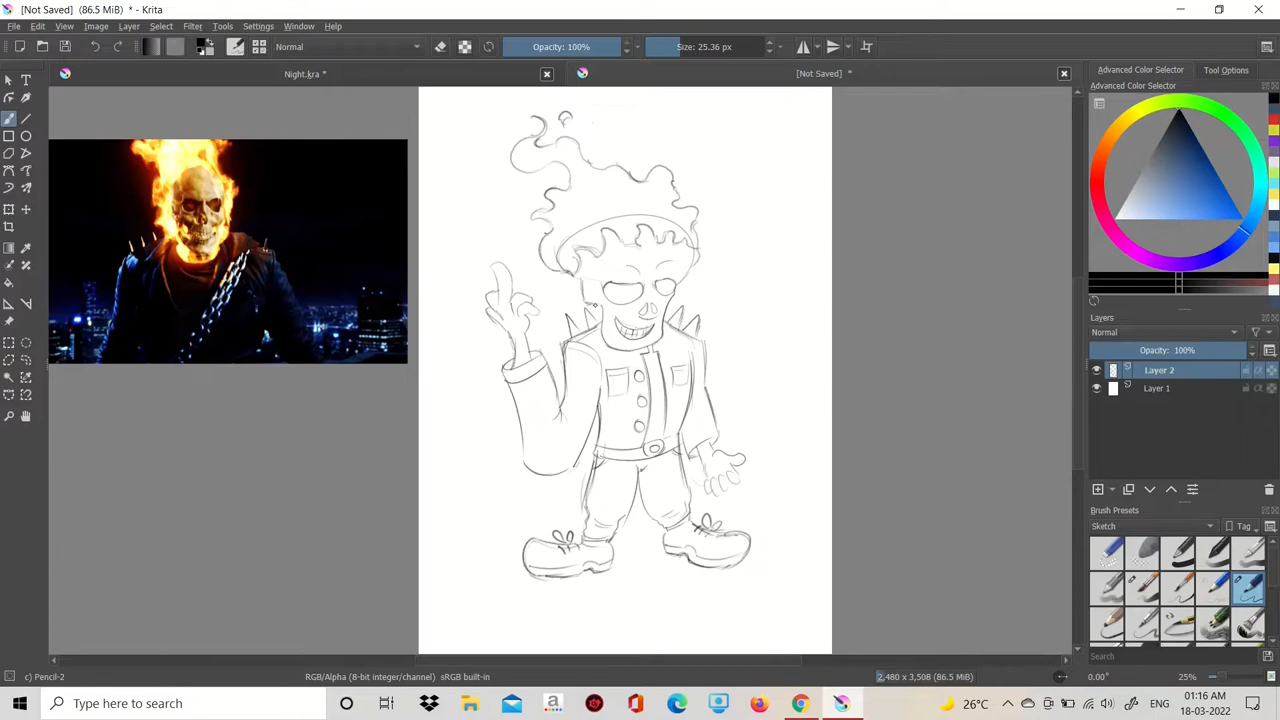 [Not Saved] (86.5 MiB) * - Krita
File Edit View Image Layer Select Filter Tools Settings Window Help
Normal
Opacity: 100%
Size: 25.36 px
Night.kra *
[Not Saved] *
Advanced Color Selector
Tool Options
Advanced Color Selector
Layers
Normal
Opacity: 100%
Layer 2
Layer 1
Brush Presets
Sketch
Tag
Search
c) Pencil-2
RGB/Alpha (8-bit integer/channel) sRGB built-in
2,480 x 3,508 (86.5 MiB)
0.00°
25%
Type here to search
26°C
ENG
01:16 AM
18-03-2022